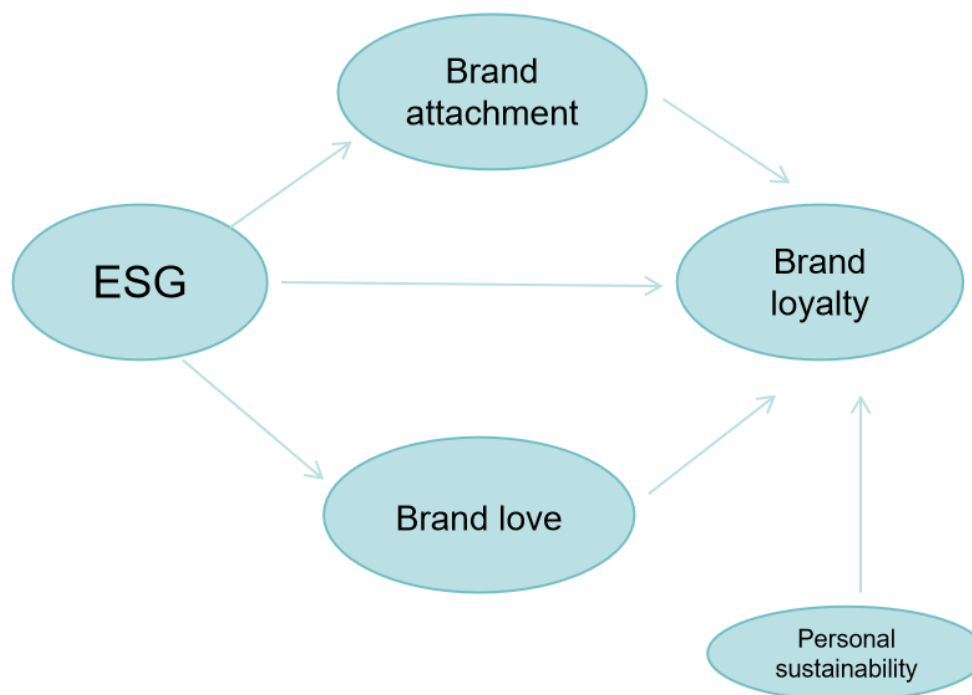 Brand
attachment
ESG
Brand
loyalty
Brand love
Personal
sustainability